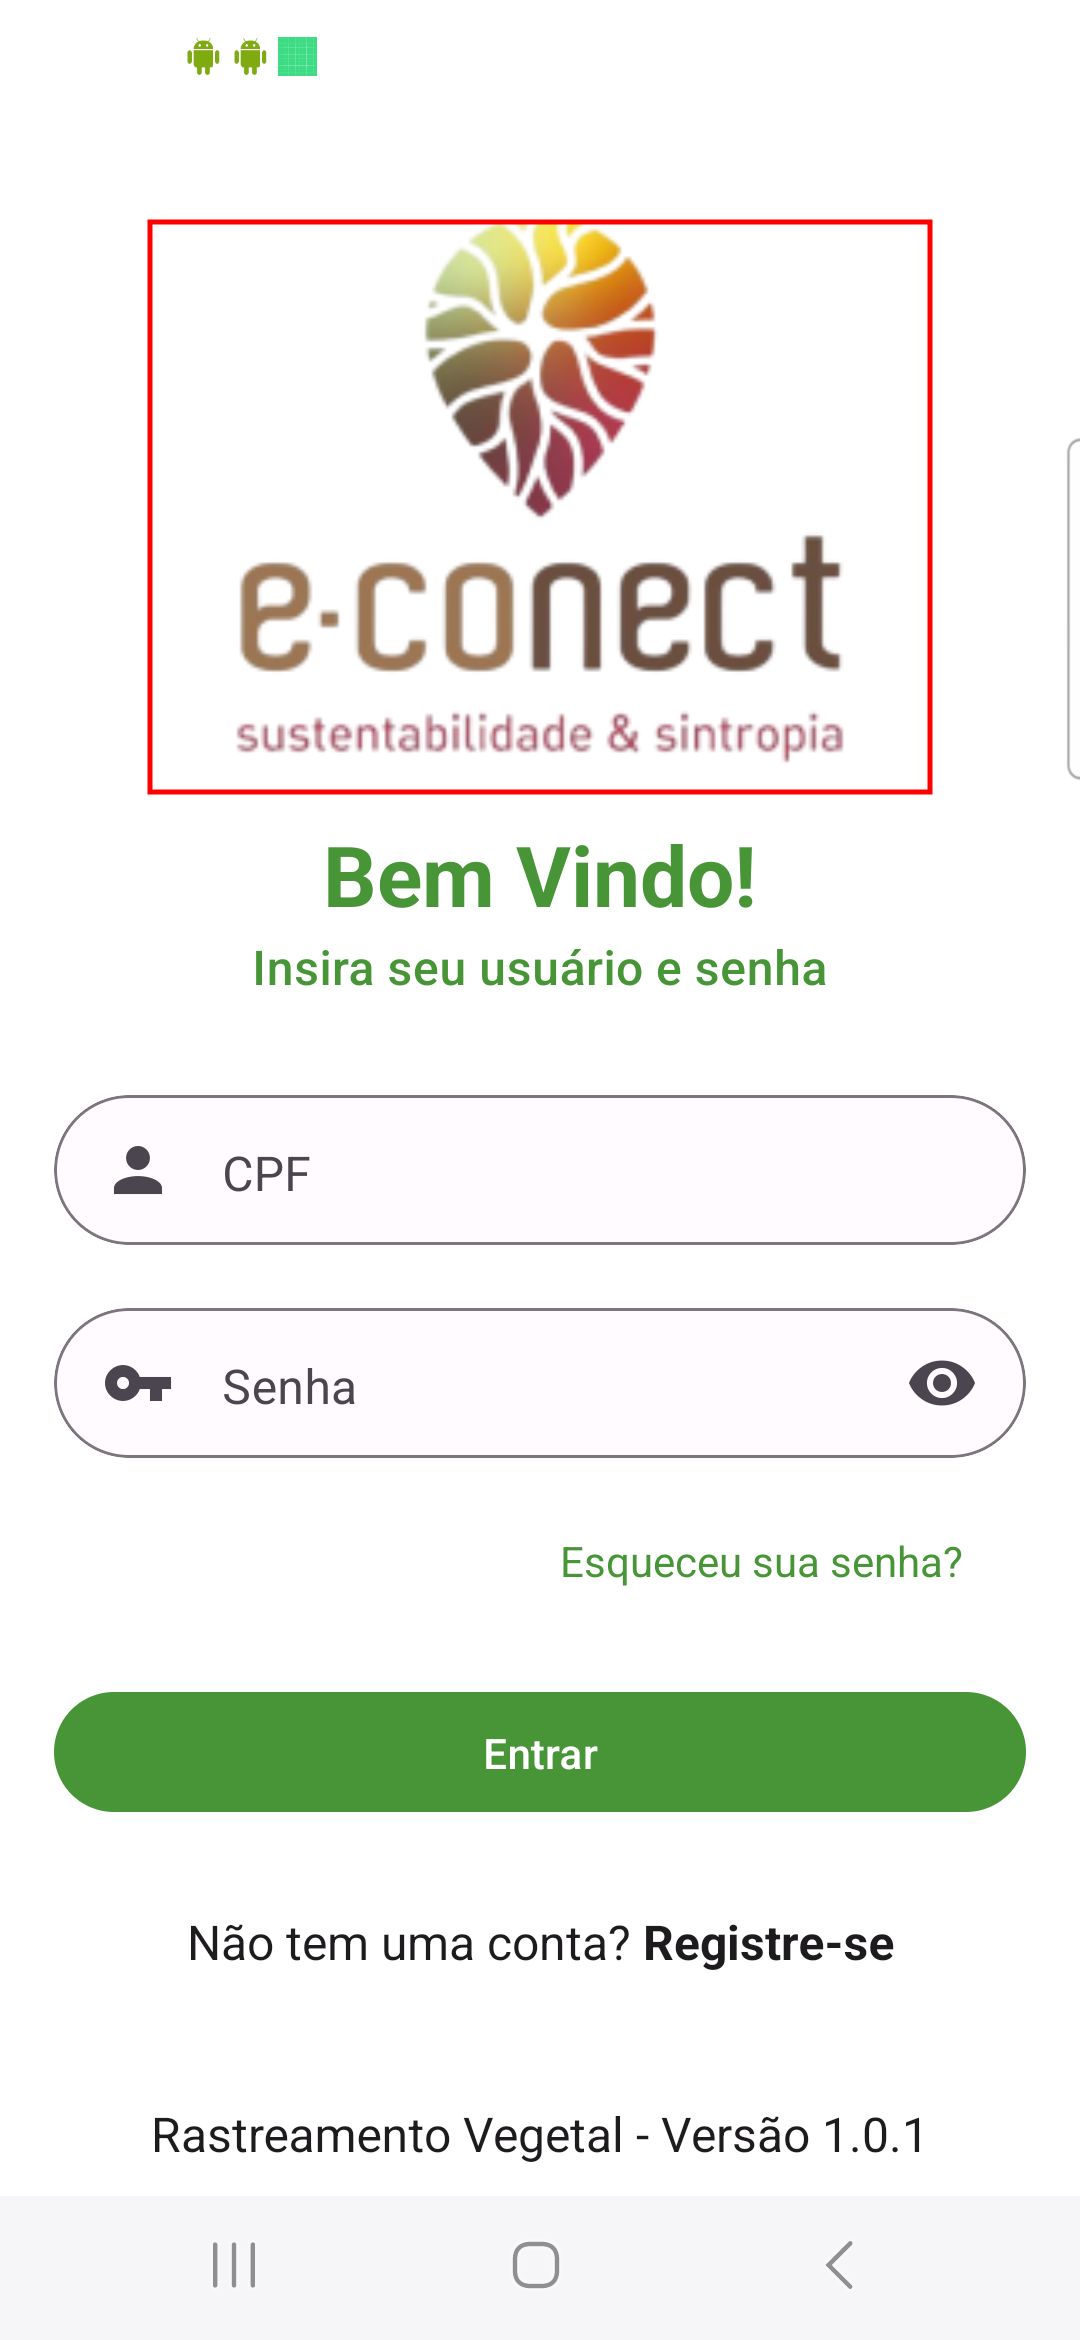 e-conect
sustentabilidade & sintropia
Bem Vindo!
Insira seu usuário e senha
CPF
Senha
Esqueceu sua senha?
Entrar
Não tem uma conta? Registre-se
Rastreamento Vegetal - Versão 1.0.1